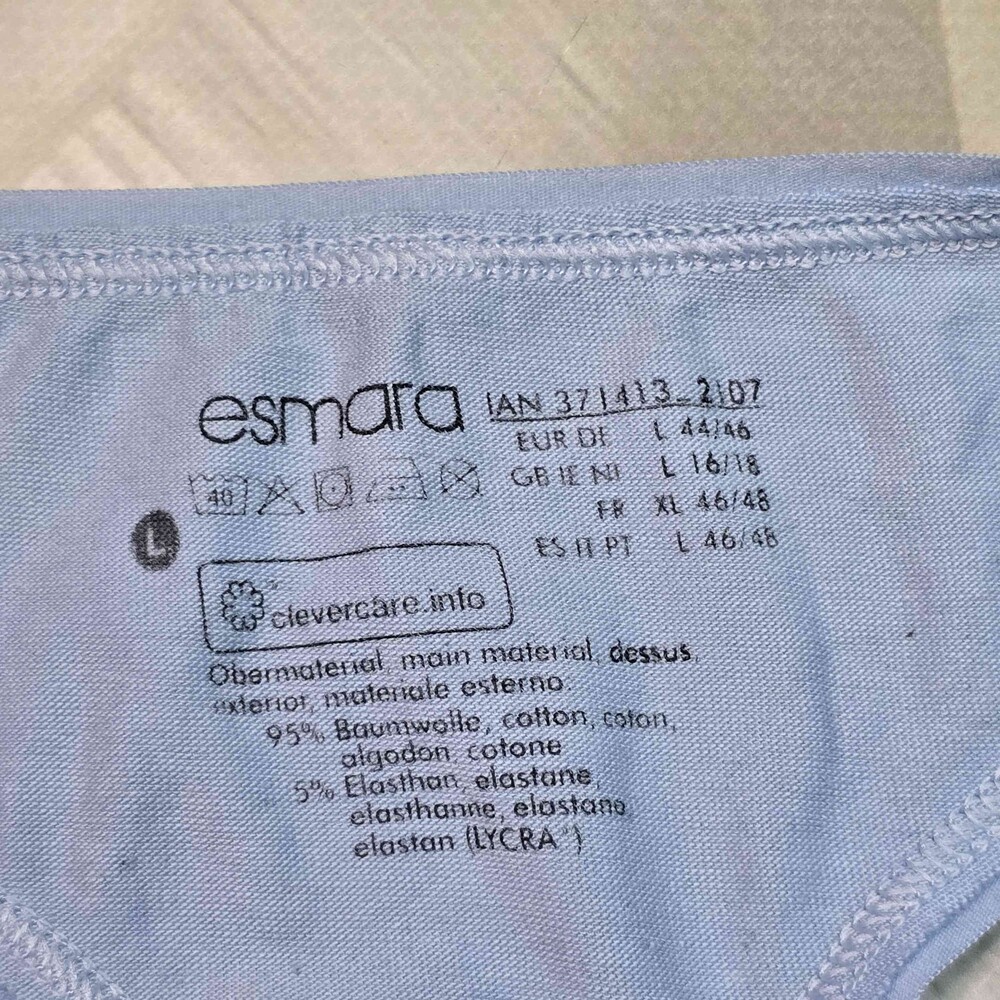 esmara
IAN 371413_2107
EUR DE L 44/46
GB IE NI L 16/18
FR XL 46/48
ES IT PT L 46/48
40
L
clevercare.info
Obermaterial, main material, dessus,
exterior, materiale esterno:
95% Baumwolle, cotton, coton,
algodon, cotone
5% Elasthan, elastane,
elasthanne, elastano
elastan (LYCRA®)